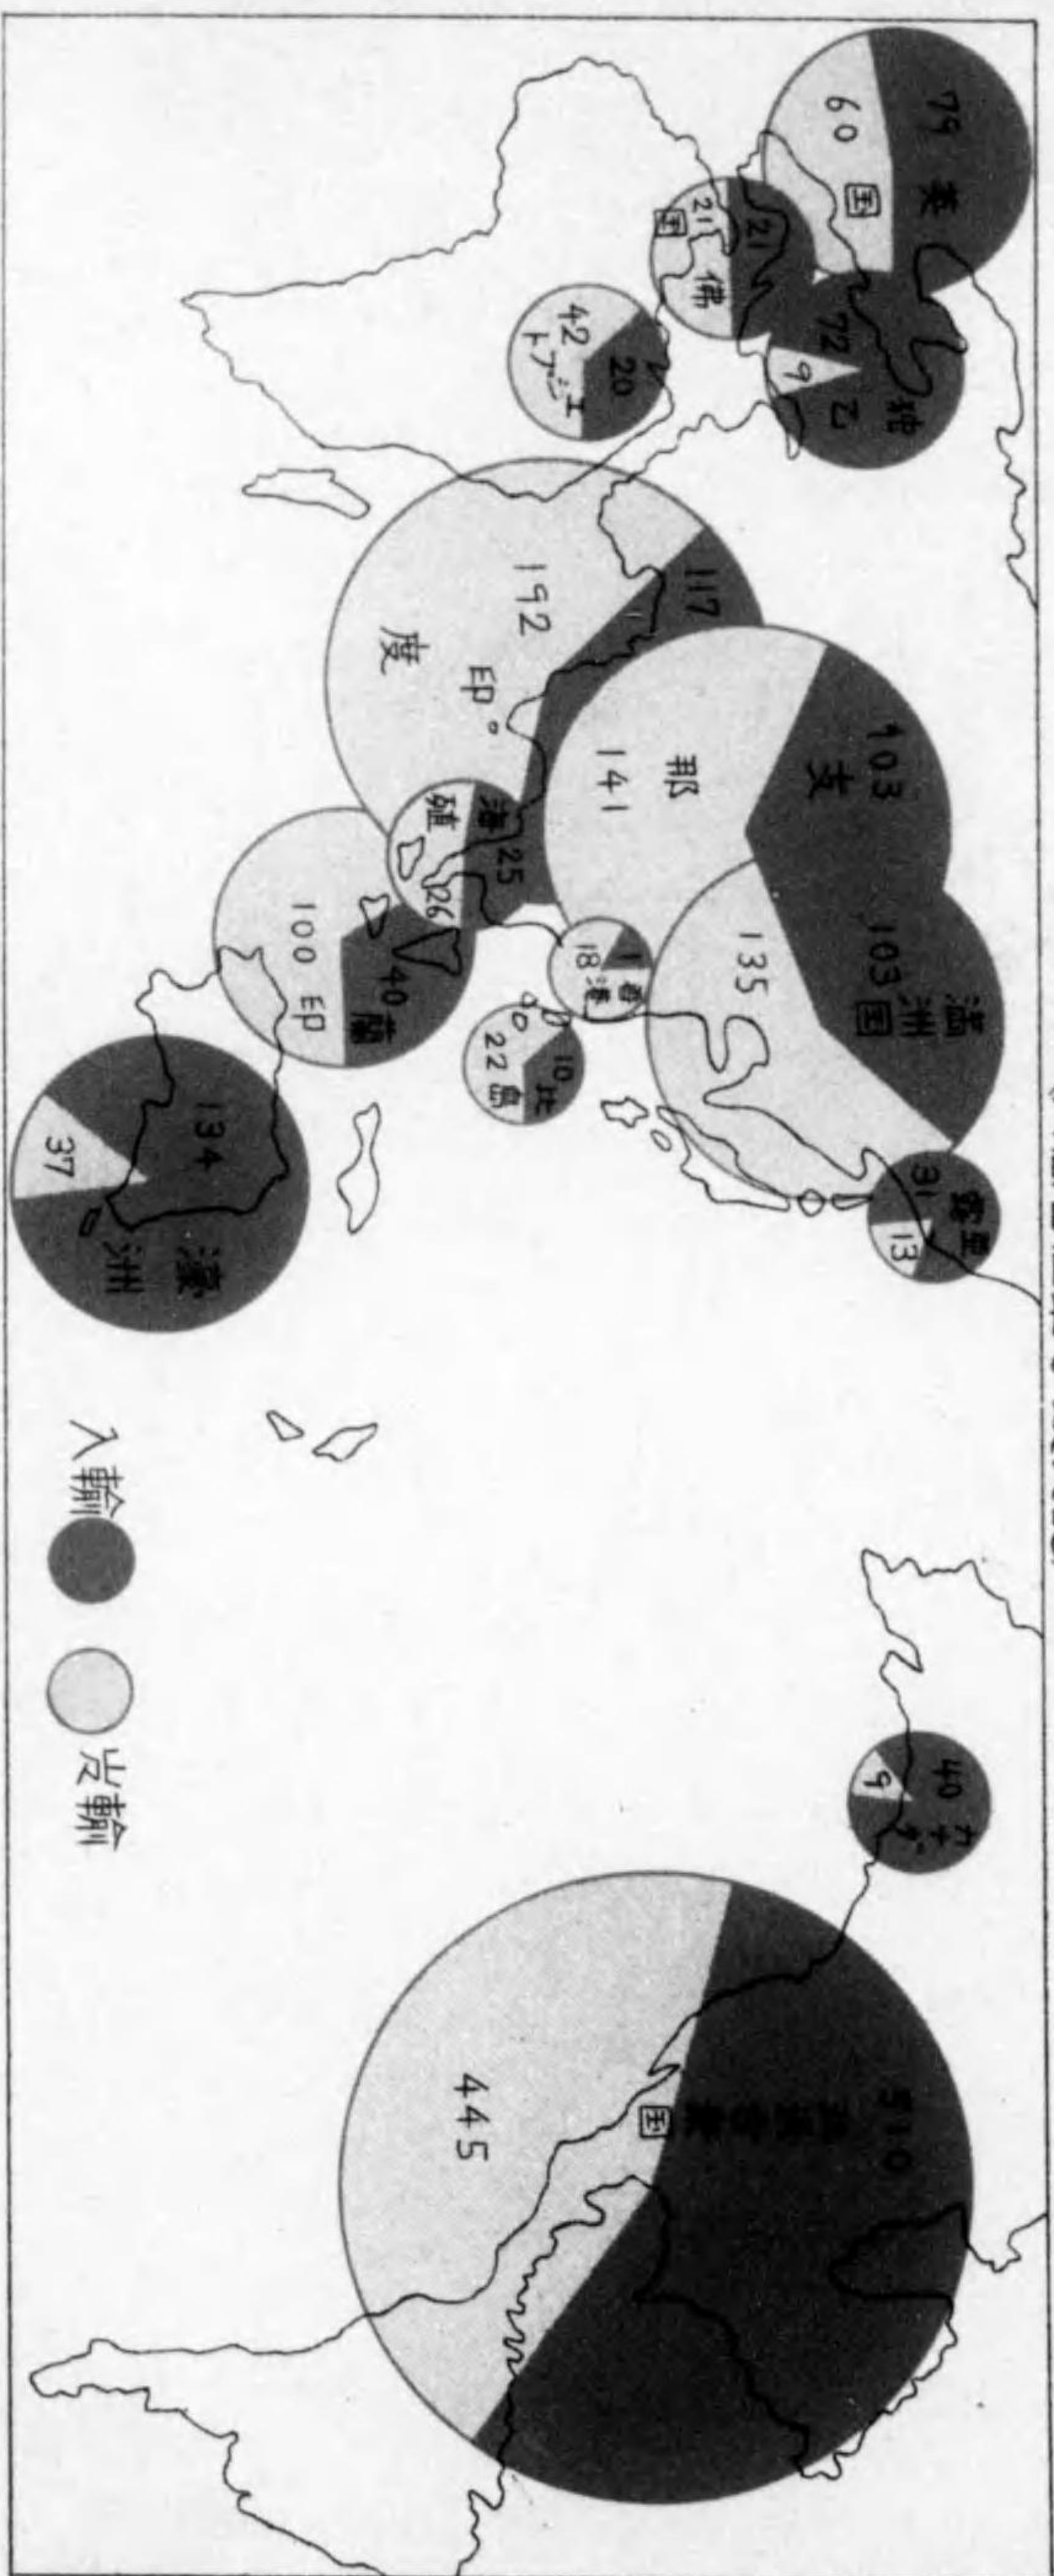 79
英
60
国
21
21
佛
国
72
9
独
乙
42
20
エジプト
192
117
印
度
103
支
141
那
103
満
洲
国
135
海
25
殖
26
100
40
蘭
印
1
18
香
港
10
22
比
島
31
13
露
亜
134
37
濠
洲
40
9
カナダ
510
445
北米合衆
国
輸入
輸出